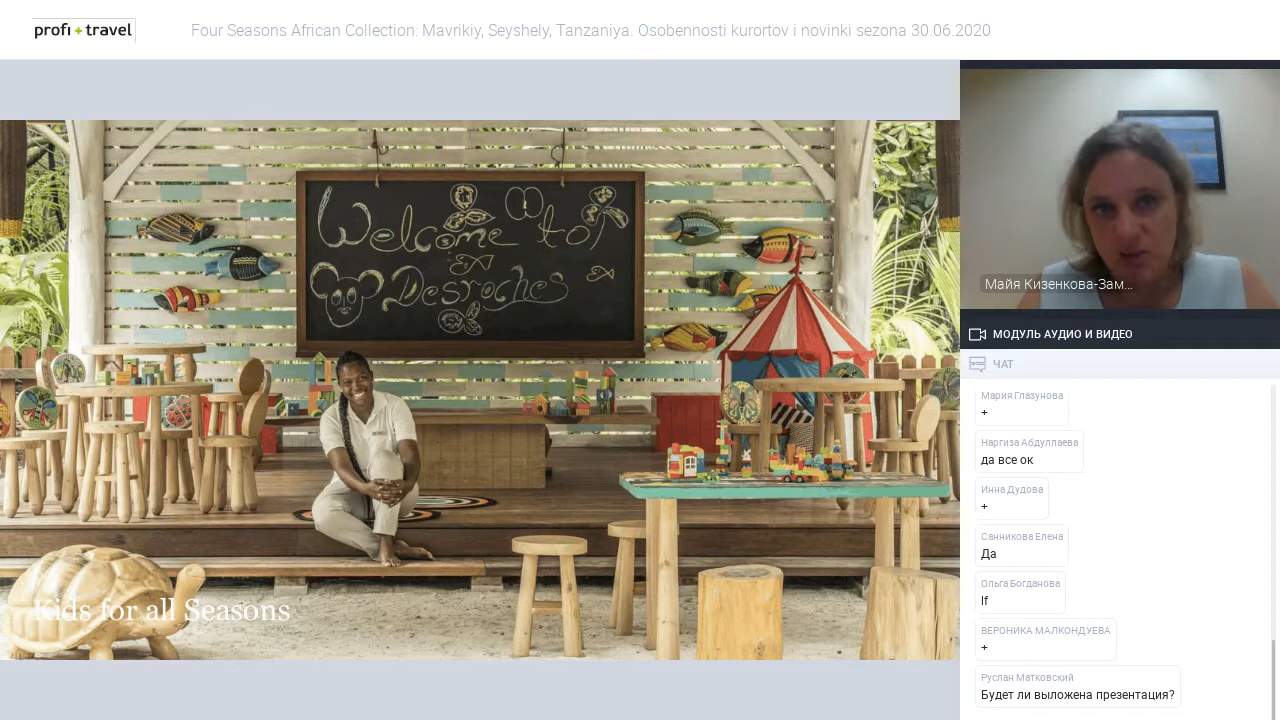 profi + travel
Four Seasons African Collection: Mavrikiy, Seyshely, Tanzaniya. Osobennosti kurortov i novinki sezona 30.06.2020
Welcome to
Desroches
Kids for all Seasons
Майя Кизенкова-Зам...
МОДУЛЬ АУДИО И ВИДЕО
ЧАТ
Мария Глазунова
+
Наргиза Абдуллаева
да все ок
Инна Дудова
+
Санникова Елена
Да
Ольга Богданова
lf
ВЕРОНИКА МАЛКОНДУЕВА
+
Руслан Матковский
Будет ли выложена презентация?